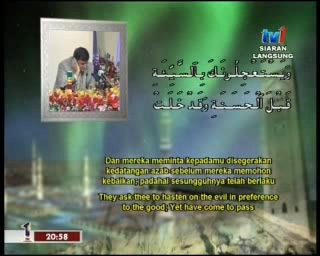 tv1
SIARAN
LANGSUNG
وَيَسْتَعْجِلُونَكَ بِالسَّيِّئَةِ
قَبْلَ الْحَسَنَةِ وَقَدْ خَلَتْ
Dan mereka meminta kepadamu disegerakan
kedatangan azab sebelum mereka memohon
kebaikan, padahal sesungguhnya telah berlaku
They ask thee to hasten on the evil in preference
to the good; Yet have come to pass
1
20:58